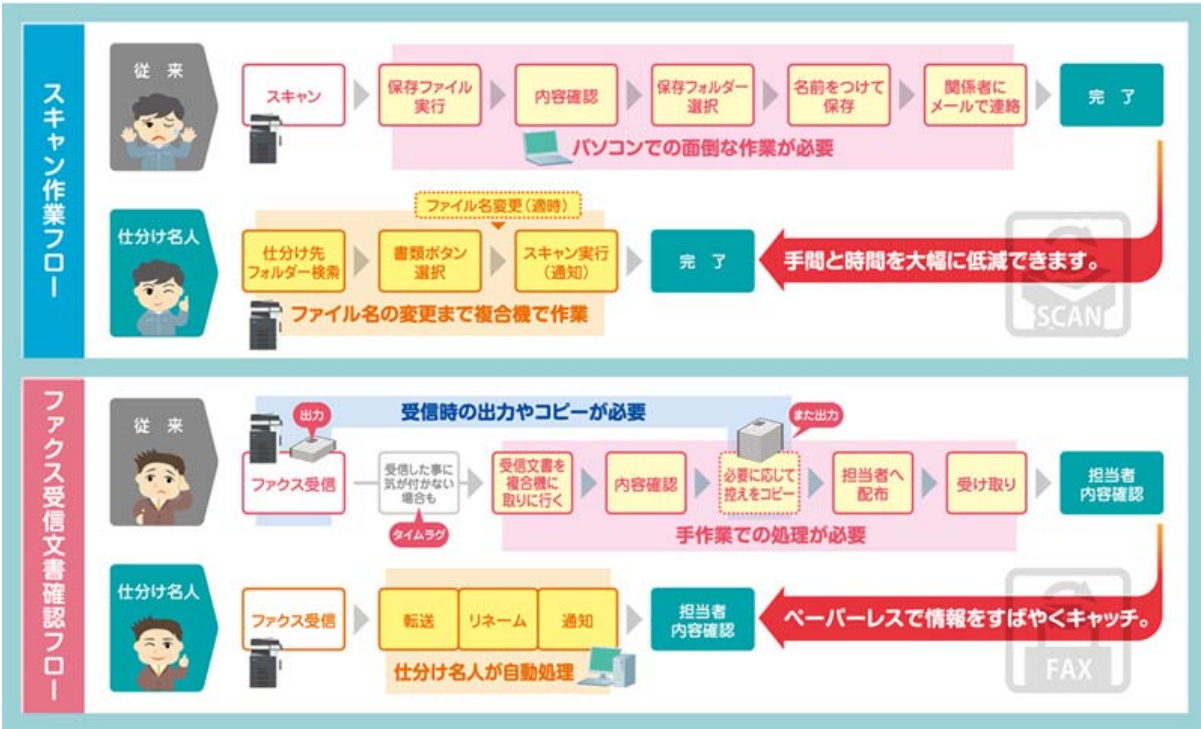 スキャン作業フロー
従来
スキャン
保存ファイル
実行
内容確認
保存フォルダー
選択
名前をつけて
保存
関係者に
メールで連絡
完了
パソコンでの面倒な作業が必要
仕分け名人
ファイル名変更（適時）
仕分け先
フォルダー検索
書類ボタン
選択
スキャン実行
（通知）
完了
手間と時間を大幅に低減できます。
ファイル名の変更まで複合機で作業
SCAN
ファクス受信文書確認フロー
従来
出力
受信時の出力やコピーが必要
また出力
ファクス受信
受信した事に
気が付かない
場合も
タイムラグ
受信文書を
複合機に
取りに行く
内容確認
必要に応じて
控えをコピー
担当者へ
配布
受け取り
担当者
内容確認
手作業での処理が必要
仕分け名人
ファクス受信
転送
リネーム
通知
担当者
内容確認
ペーパーレスで情報をすばやくキャッチ。
仕分け名人が自動処理
FAX